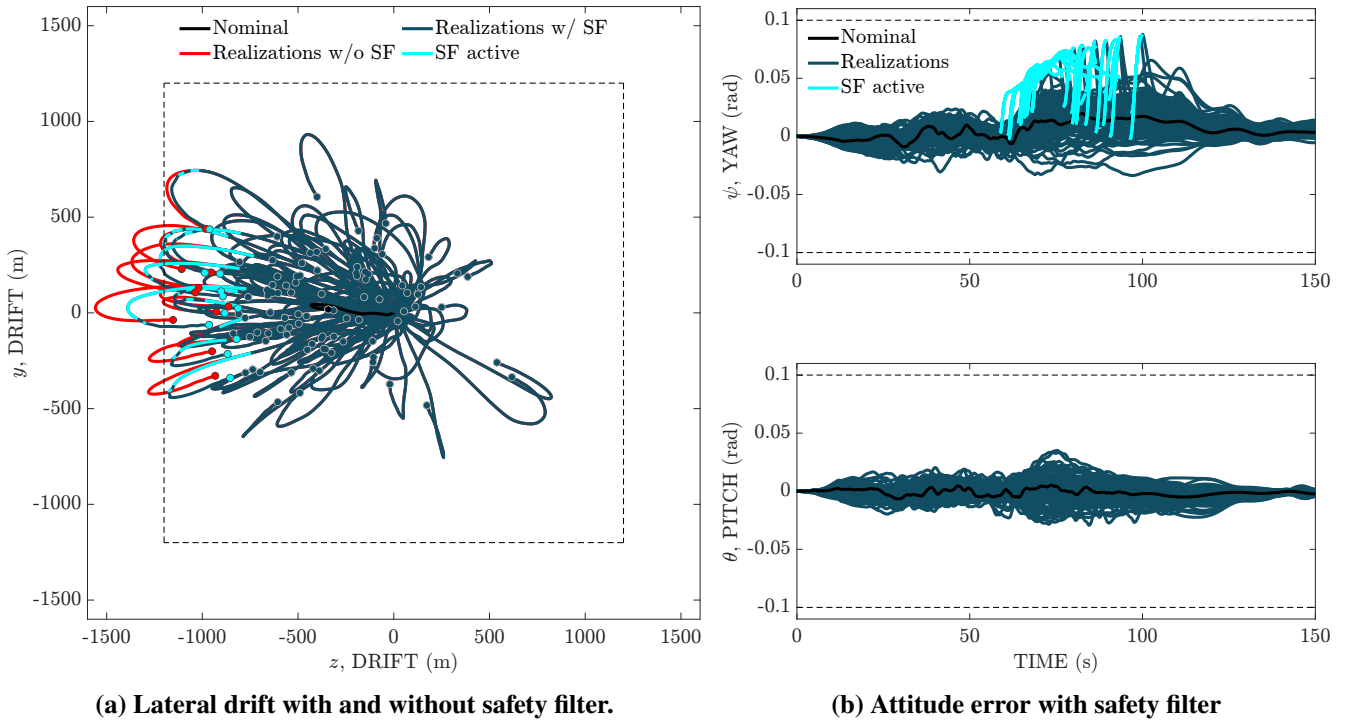 1500
1000
500
0
-500
-1000
-1500
y, DRIFT (m)
Nominal
Realizations w/ SF
Realizations w/o SF
SF active
-1500
-1000
-500
0
500
1000
1500
z, DRIFT (m)
(a) Lateral drift with and without safety filter.
0.1
0.05
0
-0.05
-0.1
ψ, YAW (rad)
Nominal
Realizations
SF active
0
50
100
150
0.1
0.05
0
-0.05
-0.1
θ, PITCH (rad)
0
50
100
150
TIME (s)
(b) Attitude error with safety filter